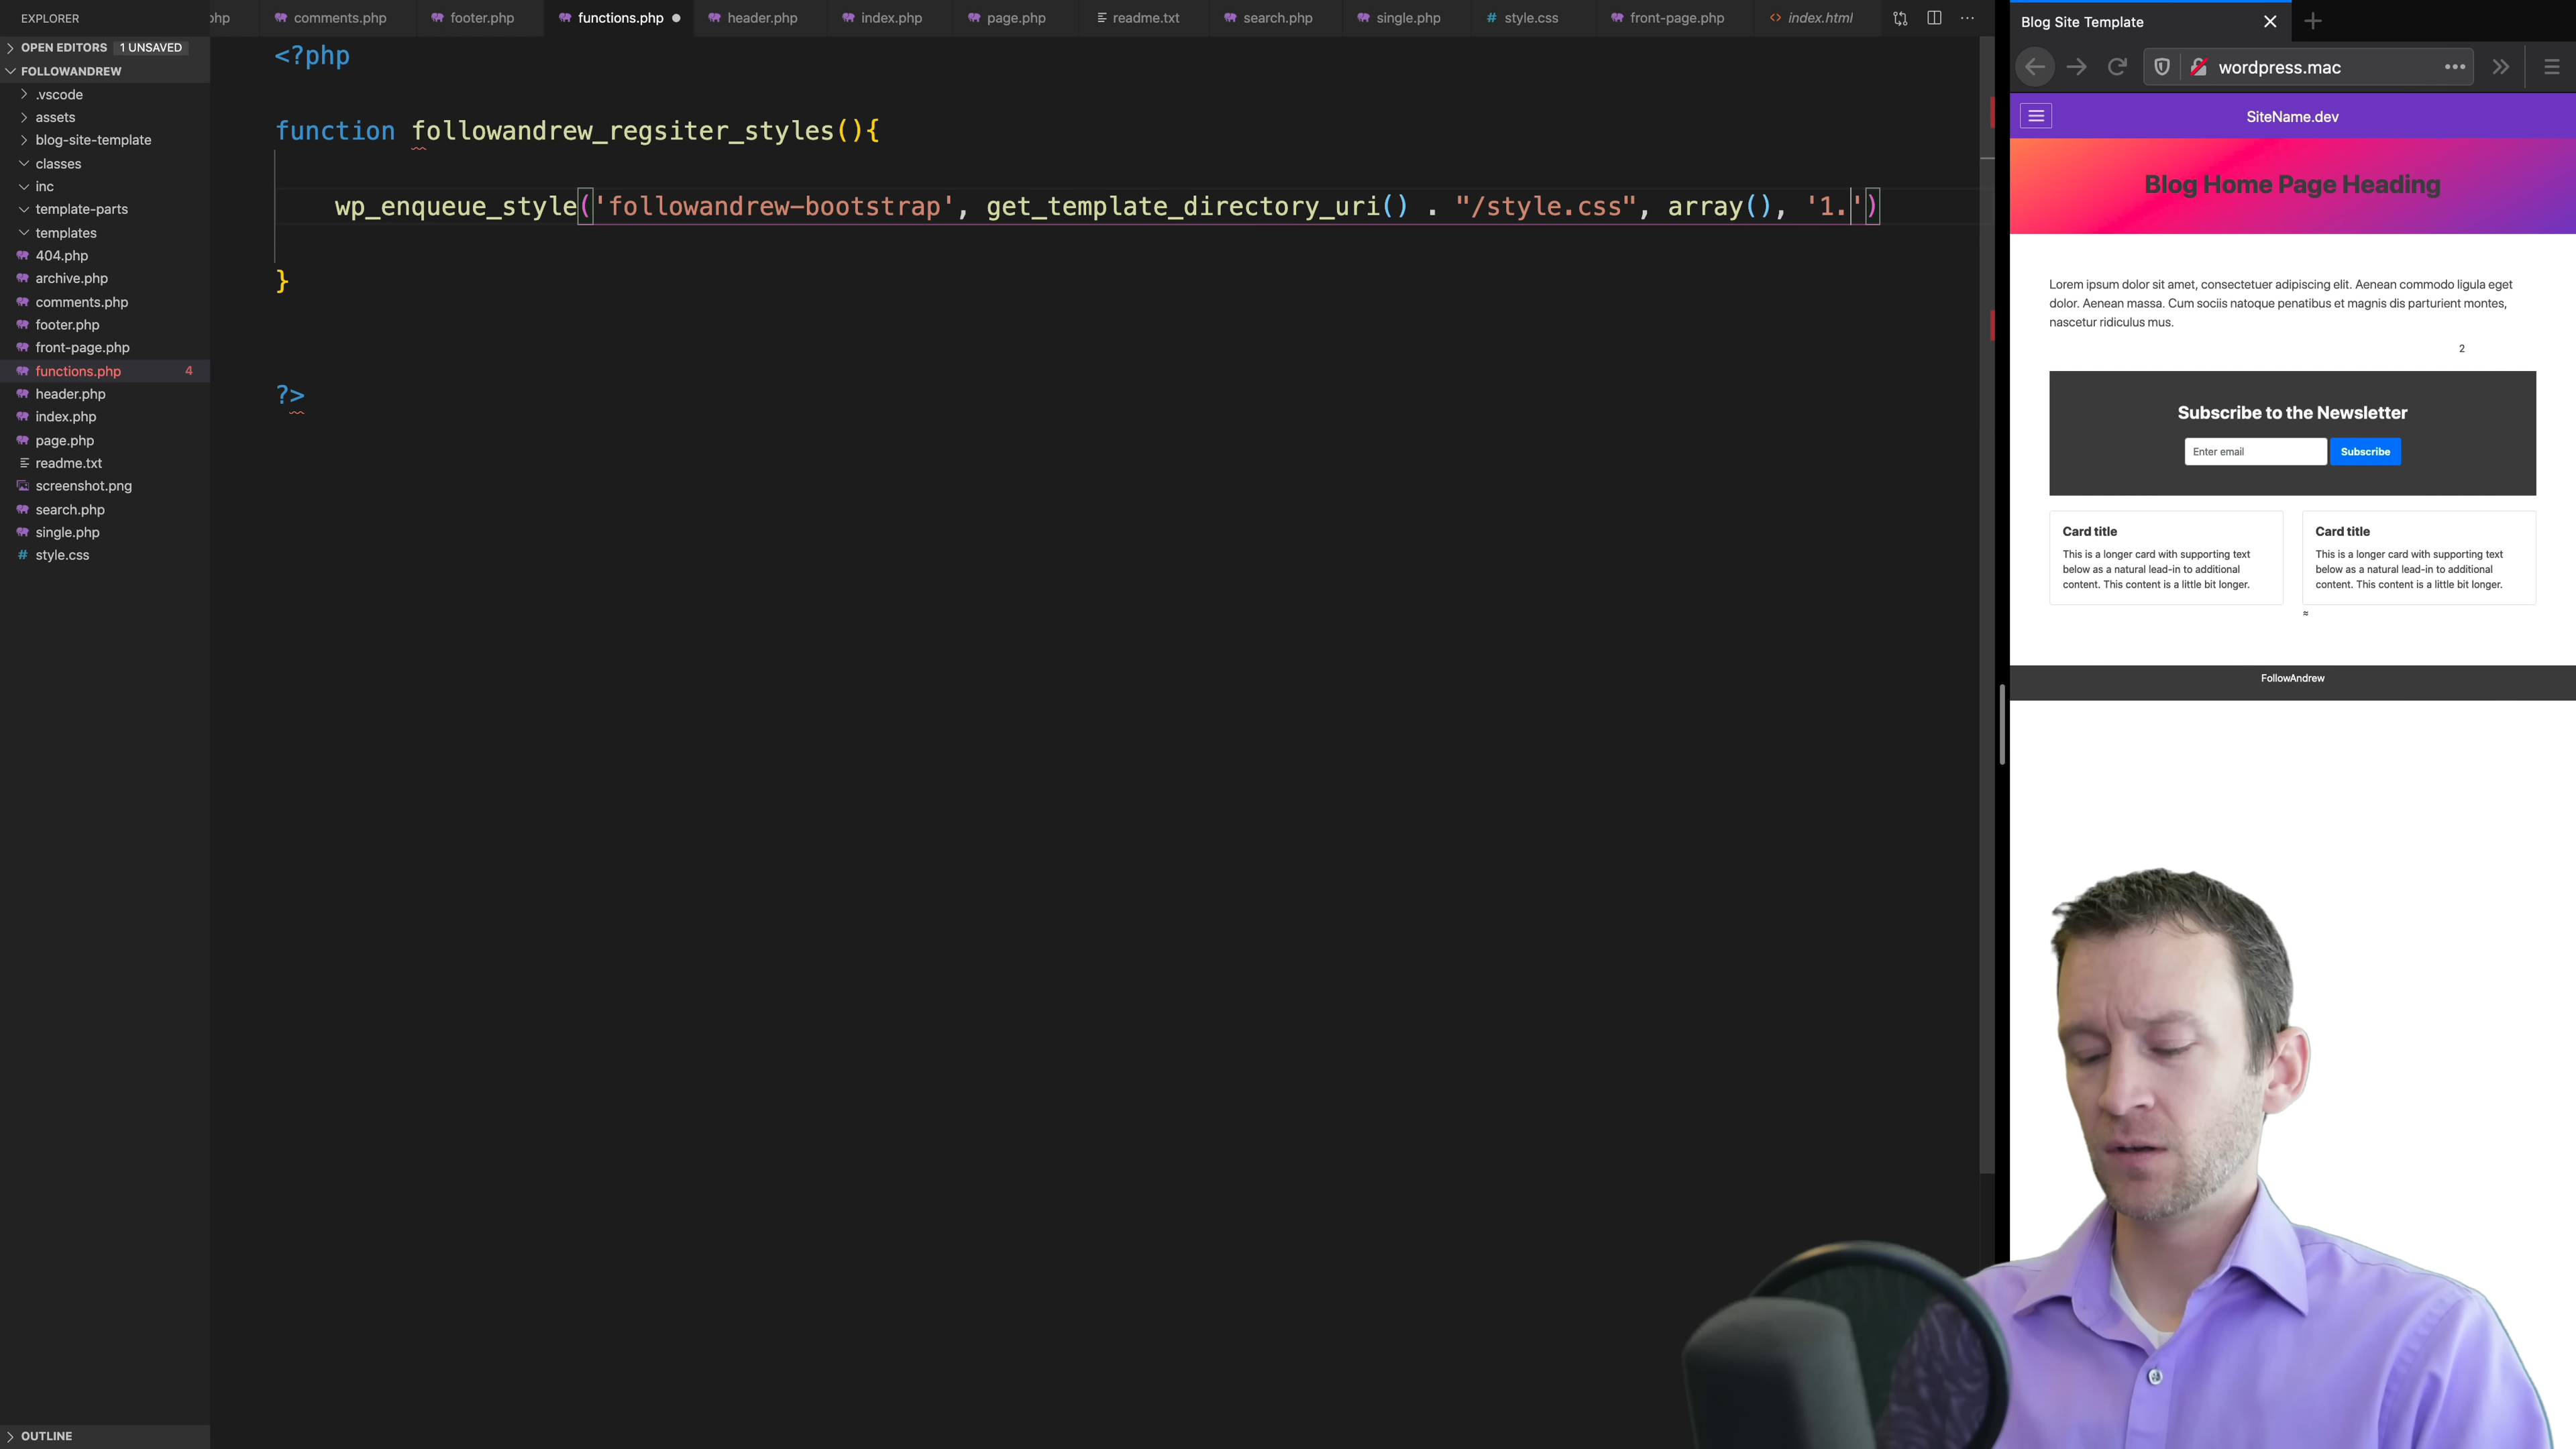 EXPLORER
OPEN EDITORS 1 UNSAVED
FOLLOWANDREW
.vscode
assets
blog-site-template
classes
inc
template-parts
templates
404.php
archive.php
comments.php
footer.php
front-page.php
functions.php 4
header.php
index.php
page.php
readme.txt
screenshot.png
search.php
single.php
style.css
OUTLINE
php comments.php footer.php functions.php header.php index.php page.php readme.txt search.php single.php style.css front-page.php index.html
<?php
function followandrew_regsiter_styles(){
wp_enqueue_style('followandrew-bootstrap', get_template_directory_uri() . "/style.css", array(), '1.')
}
?>
Blog Site Template
wordpress.mac
SiteName.dev
Blog Home Page Heading
Lorem ipsum dolor sit amet, consectetuer adipiscing elit. Aenean commodo ligula eget
dolor. Aenean massa. Cum sociis natoque penatibus et magnis dis parturient montes,
nascetur ridiculus mus.
2
Subscribe to the Newsletter
Enter email Subscribe
Card title
This is a longer card with supporting text
below as a natural lead-in to additional
content. This content is a little bit longer.
Card title
This is a longer card with supporting text
below as a natural lead-in to additional
content. This content is a little bit longer.
≈
FollowAndrew